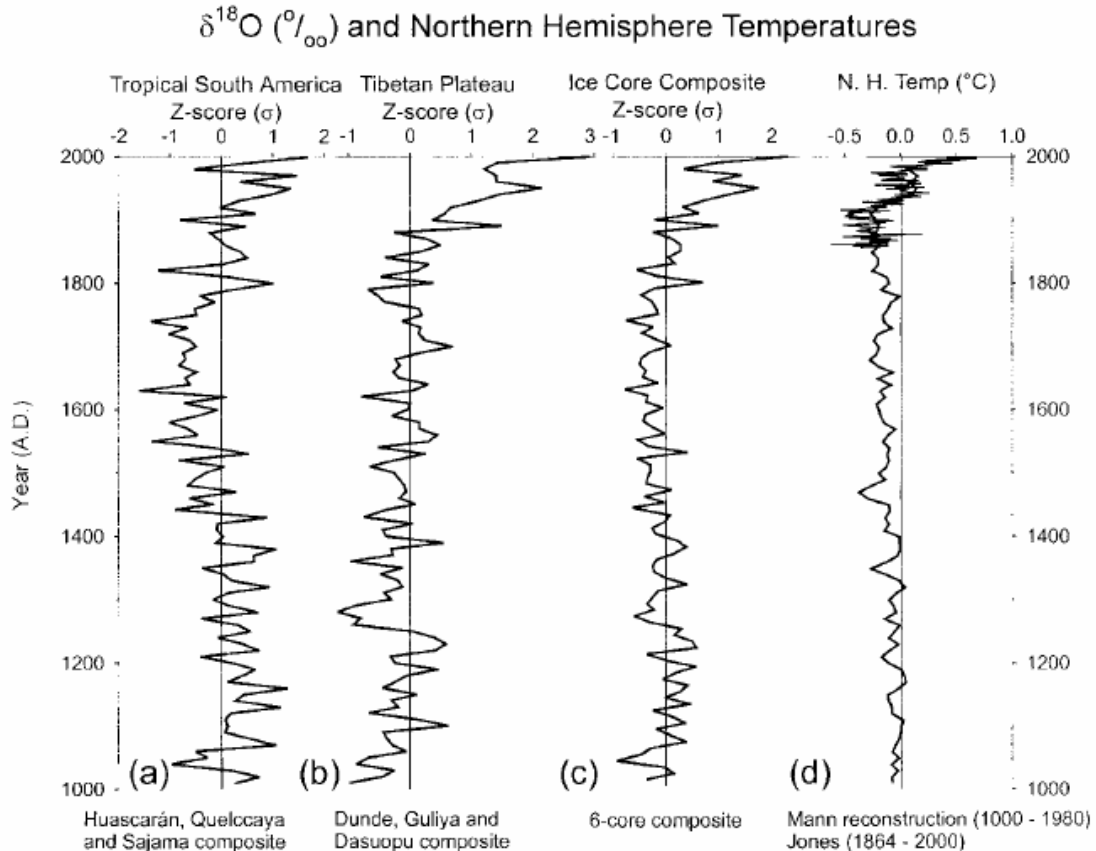 δ¹⁸O (°/₀₀) and Northern Hemisphere Temperatures
Tropical South America Tibetan Plateau Ice Core Composite N. H. Temp (°C)
Z-score (σ) Z-score (σ) Z-score (σ)
-2 -1 0 1 2 -1 0 1 2 3 -1 0 1 2 -0.5 0.0 0.5 1.0
2000 2000
1800 1800
1600 1600
Year (A.D.)
1400 1400
1200 1200
1000 (a) (b) (c) (d) 1000
Huascarán, Quelccaya Dunde, Guliya and 6-core composite Mann reconstruction (1000 - 1980)
and Sajama composite Dasuopu composite Jones (1864 - 2000)